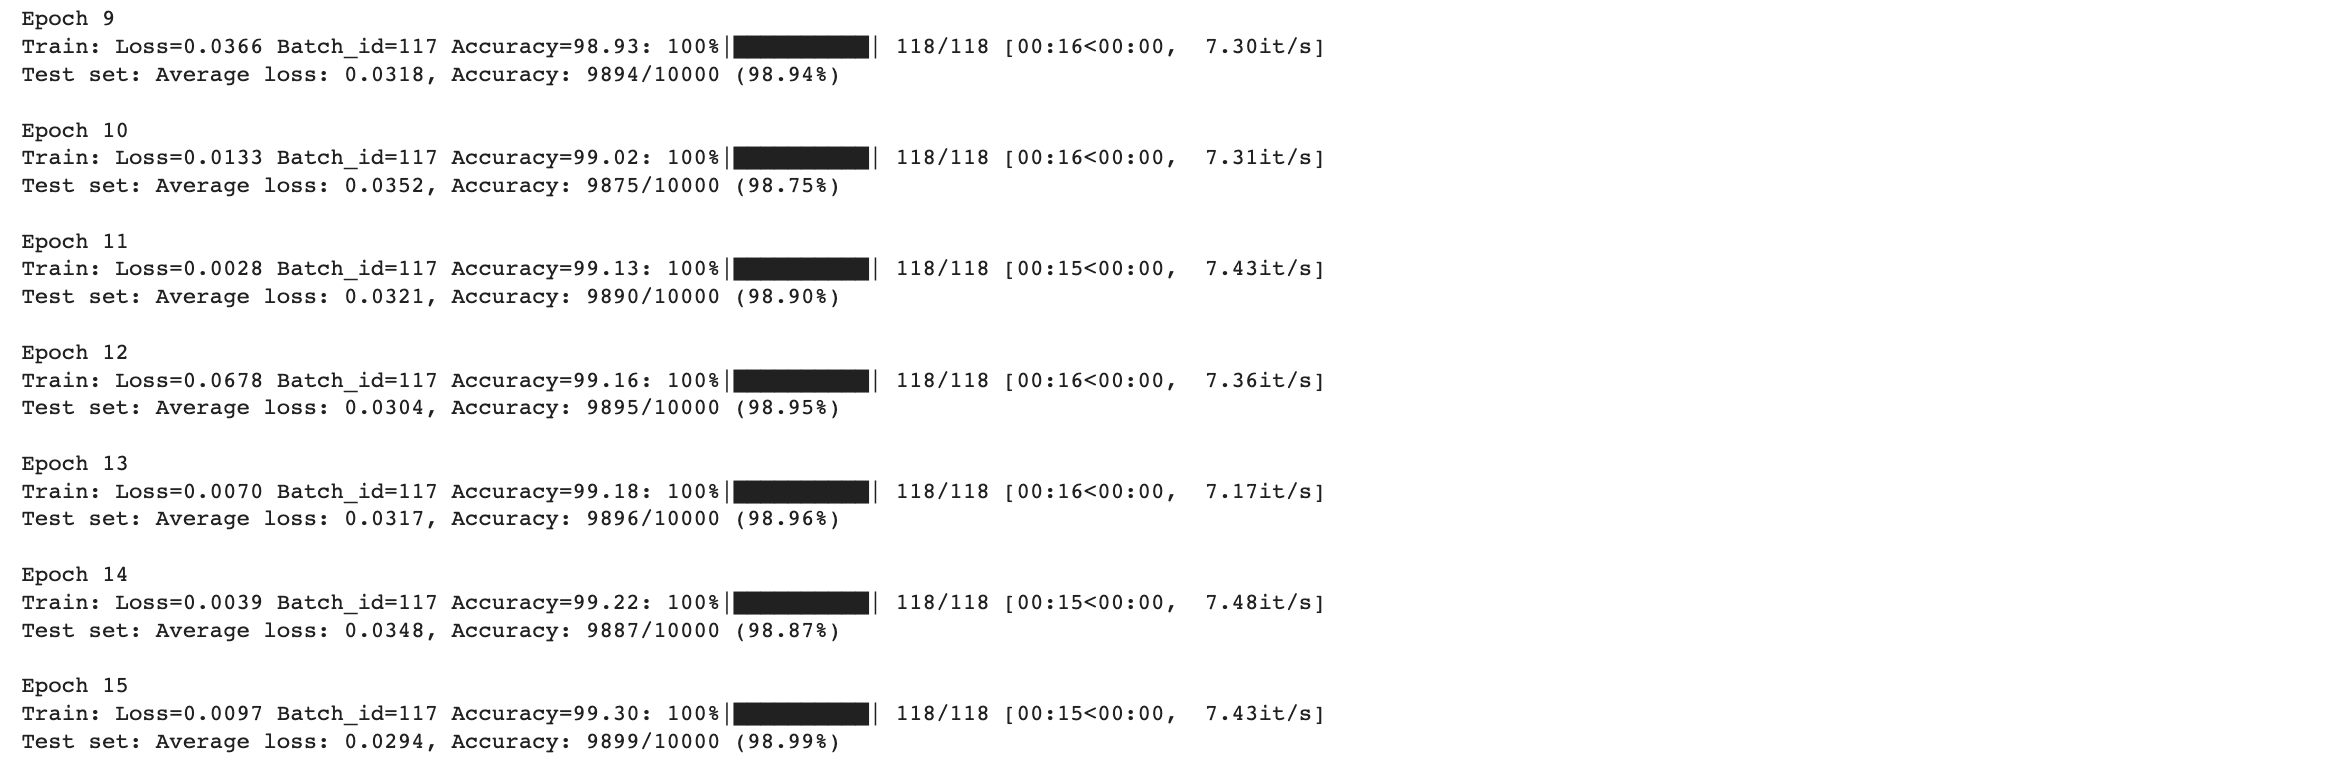 Epoch 9
Train: Loss=0.0366 Batch_id=117 Accuracy=98.93: 100%|██████████| 118/118 [00:16<00:00,  7.30it/s]
Test set: Average loss: 0.0318, Accuracy: 9894/10000 (98.94%)
Epoch 10
Train: Loss=0.0133 Batch_id=117 Accuracy=99.02: 100%|██████████| 118/118 [00:16<00:00,  7.31it/s]
Test set: Average loss: 0.0352, Accuracy: 9875/10000 (98.75%)
Epoch 11
Train: Loss=0.0028 Batch_id=117 Accuracy=99.13: 100%|██████████| 118/118 [00:15<00:00,  7.43it/s]
Test set: Average loss: 0.0321, Accuracy: 9890/10000 (98.90%)
Epoch 12
Train: Loss=0.0678 Batch_id=117 Accuracy=99.16: 100%|██████████| 118/118 [00:16<00:00,  7.36it/s]
Test set: Average loss: 0.0304, Accuracy: 9895/10000 (98.95%)
Epoch 13
Train: Loss=0.0070 Batch_id=117 Accuracy=99.18: 100%|██████████| 118/118 [00:16<00:00,  7.17it/s]
Test set: Average loss: 0.0317, Accuracy: 9896/10000 (98.96%)
Epoch 14
Train: Loss=0.0039 Batch_id=117 Accuracy=99.22: 100%|██████████| 118/118 [00:15<00:00,  7.48it/s]
Test set: Average loss: 0.0348, Accuracy: 9887/10000 (98.87%)
Epoch 15
Train: Loss=0.0097 Batch_id=117 Accuracy=99.30: 100%|██████████| 118/118 [00:15<00:00,  7.43it/s]
Test set: Average loss: 0.0294, Accuracy: 9899/10000 (98.99%)